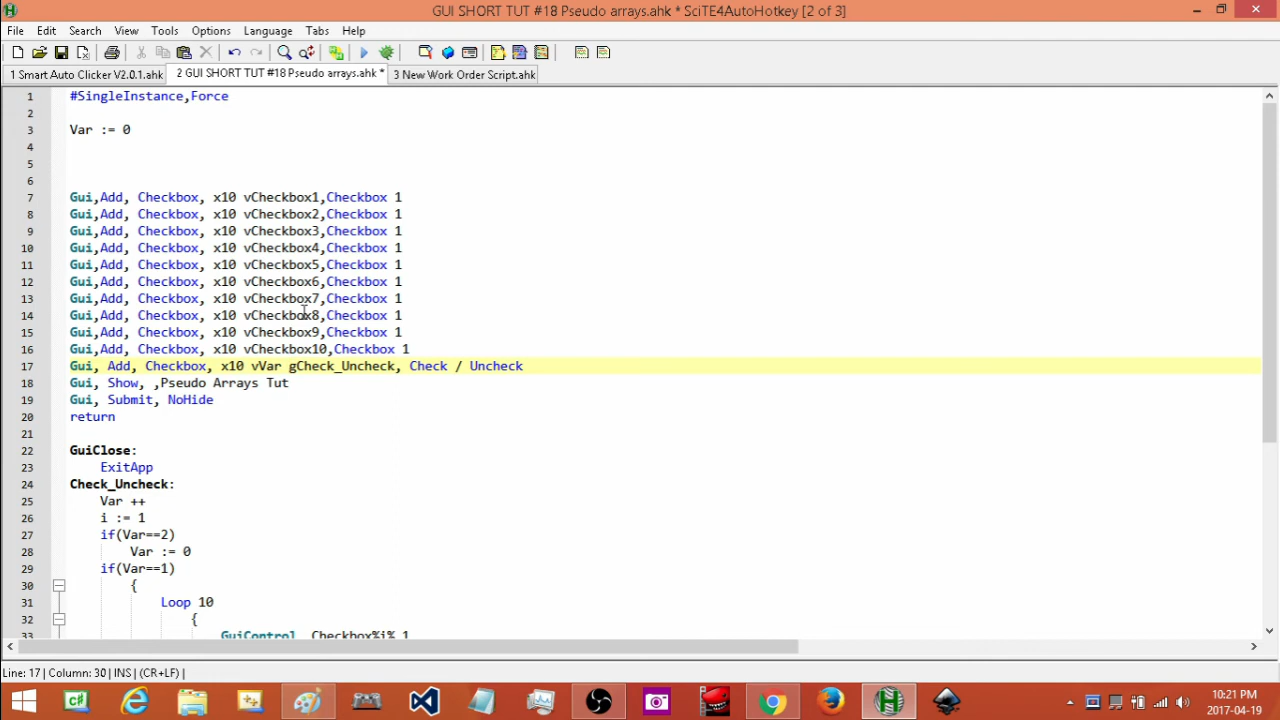 GUI SHORT TUT #18 Pseudo arrays.ahk * SciTE4AutoHotkey [2 of 3]
File Edit Search View Tools Options Language Tabs Help
1 Smart Auto Clicker V2.0.1.ahk 2 GUI SHORT TUT #18 Pseudo arrays.ahk * 3 New Work Order Script.ahk
1 #SingleInstance,Force
2
3 Var := 0
4
5
6
7 Gui,Add, Checkbox, x10 vCheckbox1,Checkbox 1
8 Gui,Add, Checkbox, x10 vCheckbox2,Checkbox 1
9 Gui,Add, Checkbox, x10 vCheckbox3,Checkbox 1
10 Gui,Add, Checkbox, x10 vCheckbox4,Checkbox 1
11 Gui,Add, Checkbox, x10 vCheckbox5,Checkbox 1
12 Gui,Add, Checkbox, x10 vCheckbox6,Checkbox 1
13 Gui,Add, Checkbox, x10 vCheckbox7,Checkbox 1
14 Gui,Add, Checkbox, x10 vCheckbox8,Checkbox 1
15 Gui,Add, Checkbox, x10 vCheckbox9,Checkbox 1
16 Gui,Add, Checkbox, x10 vCheckbox10,Checkbox 1
17 Gui, Add, Checkbox, x10 vVar gCheck_Uncheck, Check / Uncheck
18 Gui, Show, ,Pseudo Arrays Tut
19 Gui, Submit, NoHide
20 return
21
22 GuiClose:
23 ExitApp
24 Check_Uncheck:
25 Var ++
26 i := 1
27 if(Var==2)
28 Var := 0
29 if(Var==1)
30 {
31 Loop 10
32 {
33 GuiControl,,Checkbox%i%,1
Line: 17 | Column: 30 | INS | (CR+LF) |
10:21 PM
2017-04-19